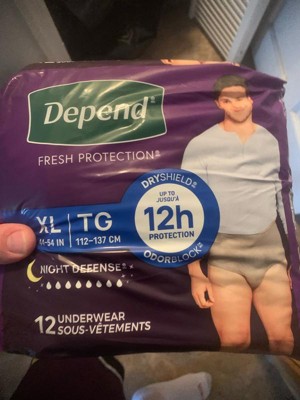 Depend®
FRESH PROTECTION®
DRYSHIELD®
UP TO
JUSQU'À
12h
PROTECTION
ODORBLOCK®
XL | TG
-54 IN | 112-137 CM
NIGHT DEFENSE®
12 UNDERWEAR
SOUS-VÊTEMENTS